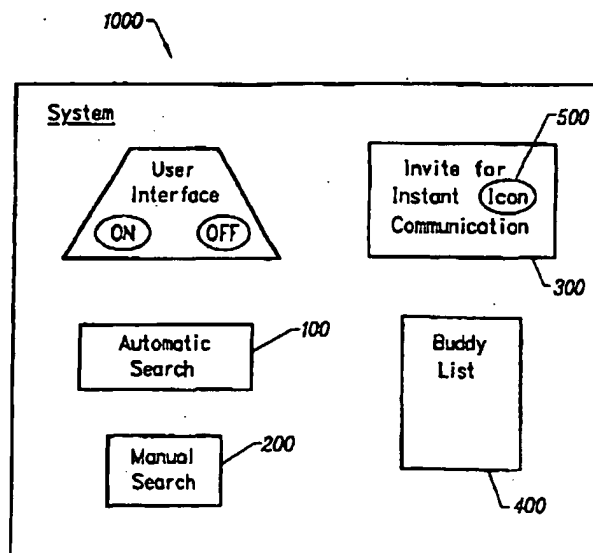 1000
System
User
Interface
ON OFF
500
Invite for
Instant Icon
Communication
300
Automatic
Search
100
Buddy
List
400
Manual
Search
200